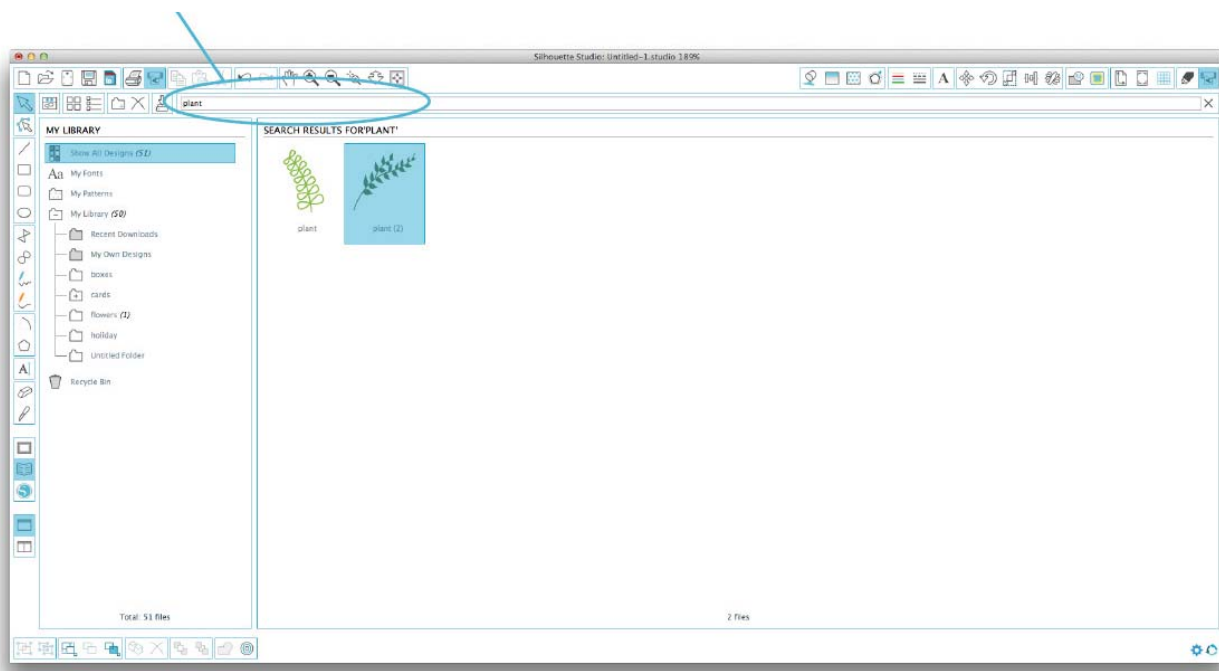 Silhouette Studio: Untitled-1.studio 189%
A
plant
MY LIBRARY
SEARCH RESULTS FOR'PLANT'
Show All Designs (51)
Aa My Fonts
My Patterns
My Library (50)
Recent Downloads
My Own Designs
boxes
cards
flowers (1)
holiday
Untitled Folder
Recycle Bin
plant
plant (2)
A
Total: 51 files
2 files